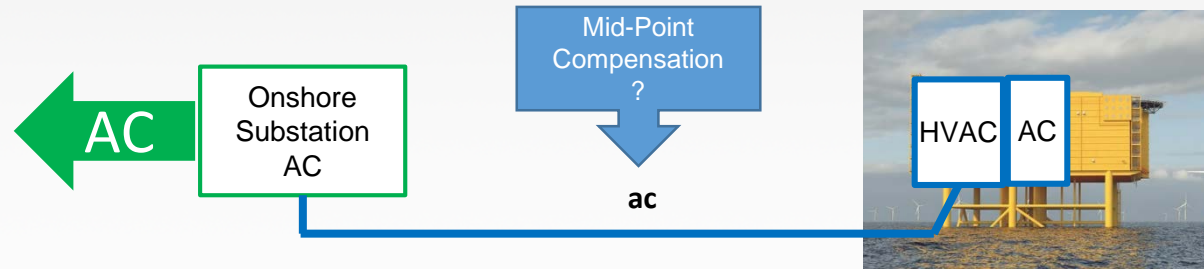 AC
Onshore
Substation
AC
Mid-Point
Compensation
?
ac
HVAC
AC